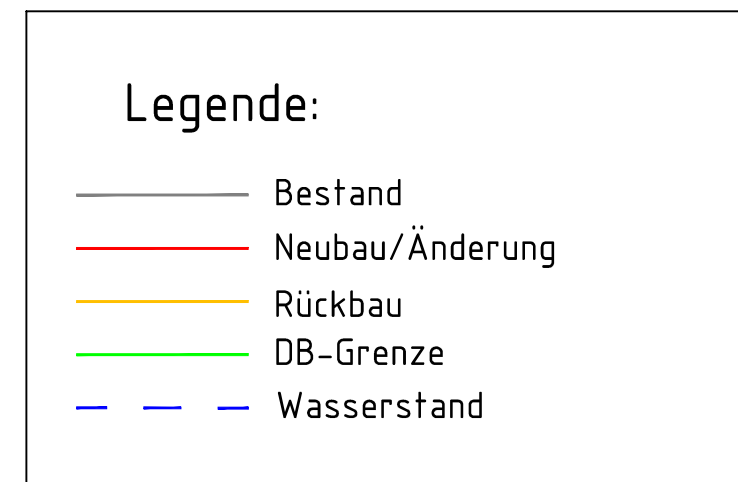 Legende:
Bestand
Neubau/Änderung
Rückbau
DB-Grenze
Wasserstand